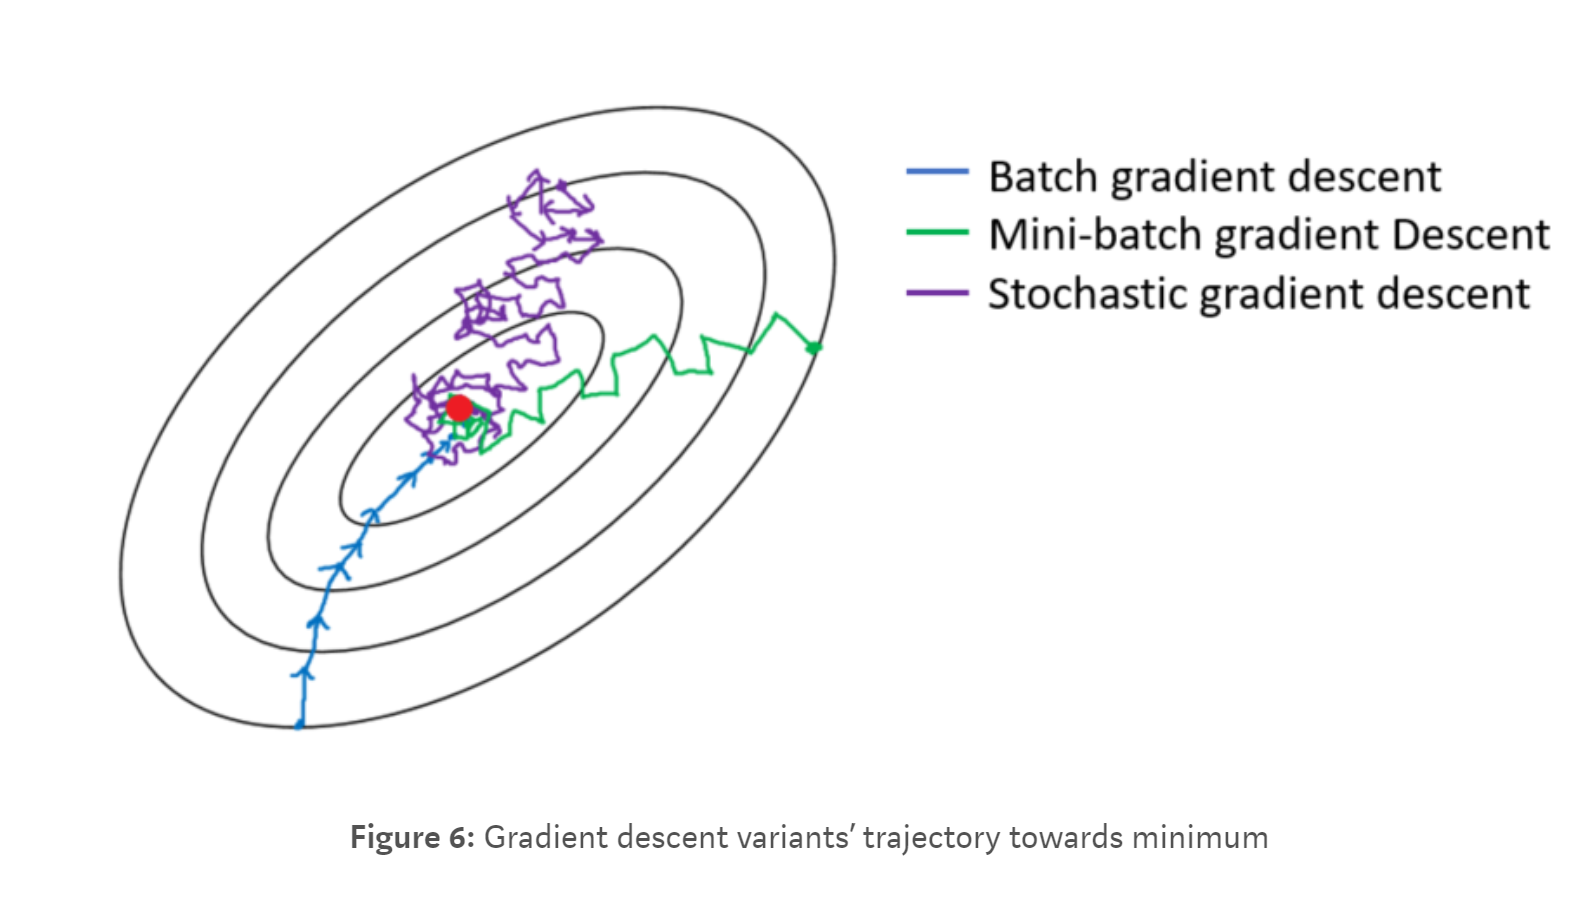 Batch gradient descent
Mini-batch gradient Descent
Stochastic gradient descent
Figure 6: Gradient descent variants’ trajectory towards minimum